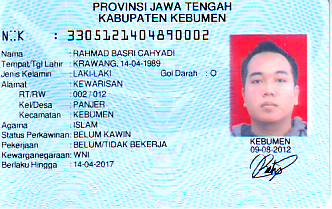 PROVINSI JAWA TENGAH
KABUPATEN KEBUMEN
NIK : 3305121404890002
Nama : RAHMAD BASRI CAHYADI
Tempat/Tgl Lahir : KRAWANG, 14-04-1989
Jenis Kelamin : LAKI-LAKI Gol Darah : O
Alamat : KEWARISAN
RT/RW : 002 / 012
Kel/Desa : PANJER
Kecamatan : KEBUMEN
Agama : ISLAM
Status Perkawinan : BELUM KAWIN
Pekerjaan : BELUM/TIDAK BEKERJA
Kewarganegaraan : WNI
Berlaku Hingga : 14-04-2017
KEBUMEN
09-08-2012